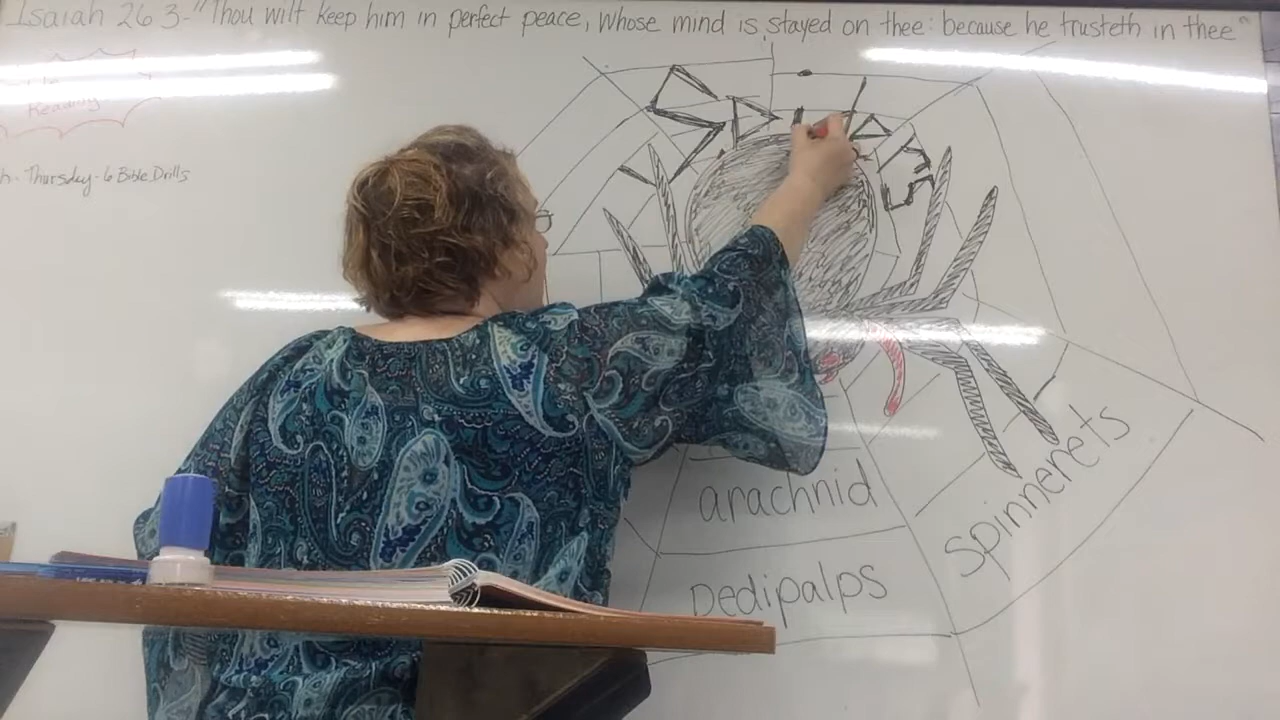 Isaiah 26 3-"Thou wilt keep him in perfect peace, whose mind is stayed on thee: because he trusteth in thee"
Reading
Thursday - 6 Bible Drills
arachnid
spinnerets
pedipalps